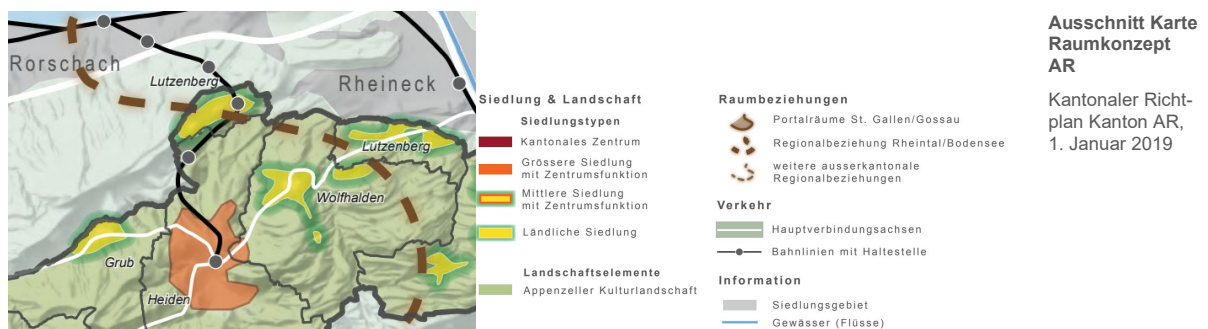 Rorschach
Lutzenberg
Rheineck
Lutzenberg
Wolfhalden
Grub
Heiden
Siedlung & Landschaft
Siedlungstypen
Kantonales Zentrum
Grössere Siedlung
mit Zentrumsfunktion
Mittlere Siedlung
mit Zentrumsfunktion
Ländliche Siedlung
Landschaftselemente
Appenzeller Kulturlandschaft
Raumbeziehungen
Portalräume St. Gallen/Gossau
Regionalbeziehung Rheintal/Bodensee
weitere ausserkantonale
Regionalbeziehungen
Verkehr
Hauptverbindungsachsen
Bahnlinien mit Haltestelle
Information
Siedlungsgebiet
Gewässer (Flüsse)
Ausschnitt Karte
Raumkonzept
AR
Kantonaler Richt-
plan Kanton AR,
1. Januar 2019